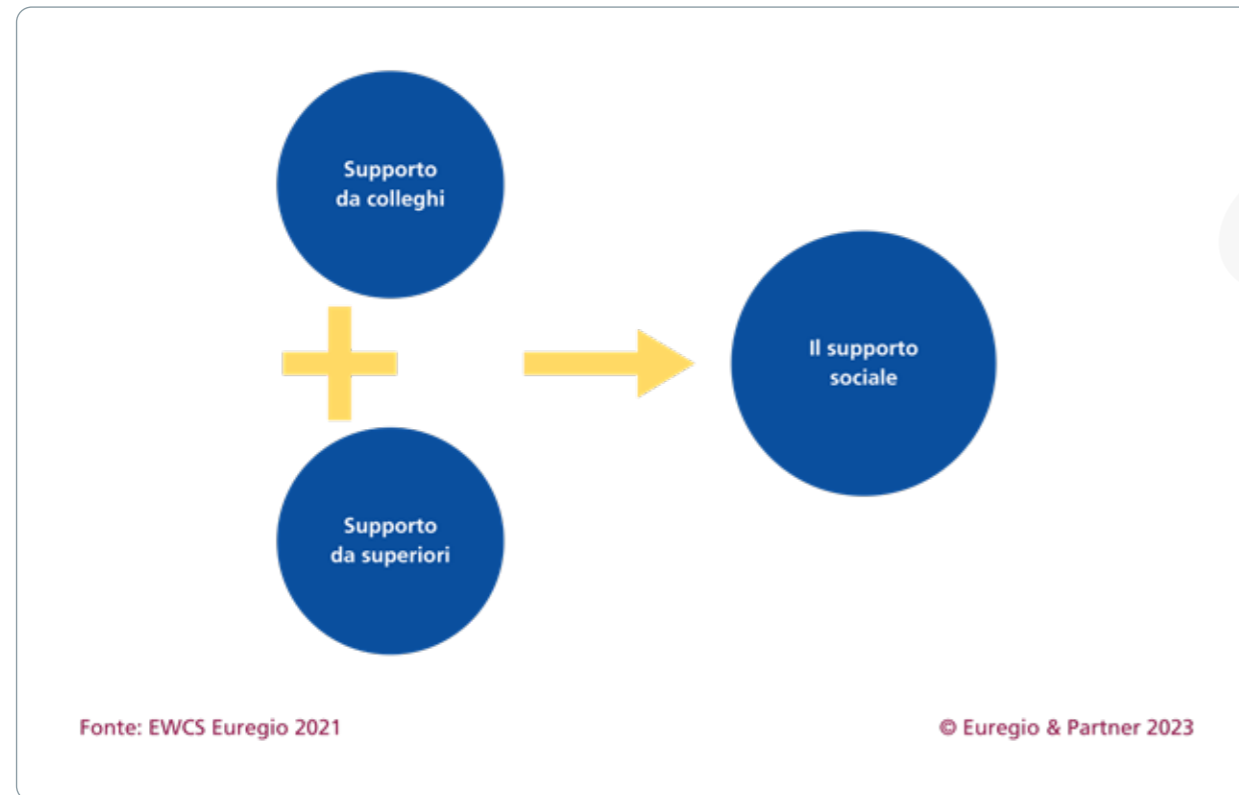 Supporto
da colleghi
Il supporto
sociale
Supporto
da superiori
Fonte: EWCS Euregio 2021
© Euregio & Partner 2023